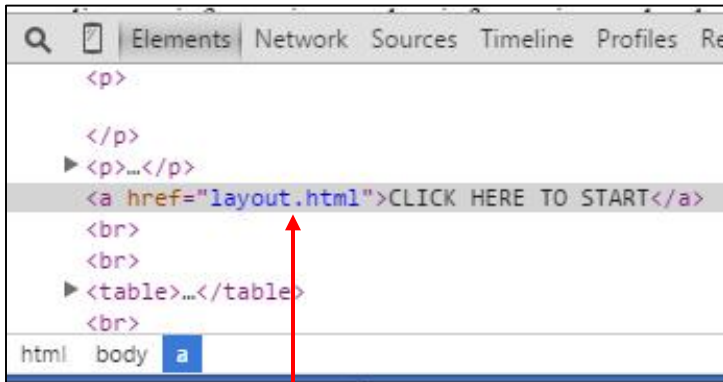 Elements Network Sources Timeline Profiles Re
<p>
</p>
<p>…</p>
<a href="layout.html">CLICK HERE TO START</a>
<br>
<br>
<table>…</table>
<br>
html body a